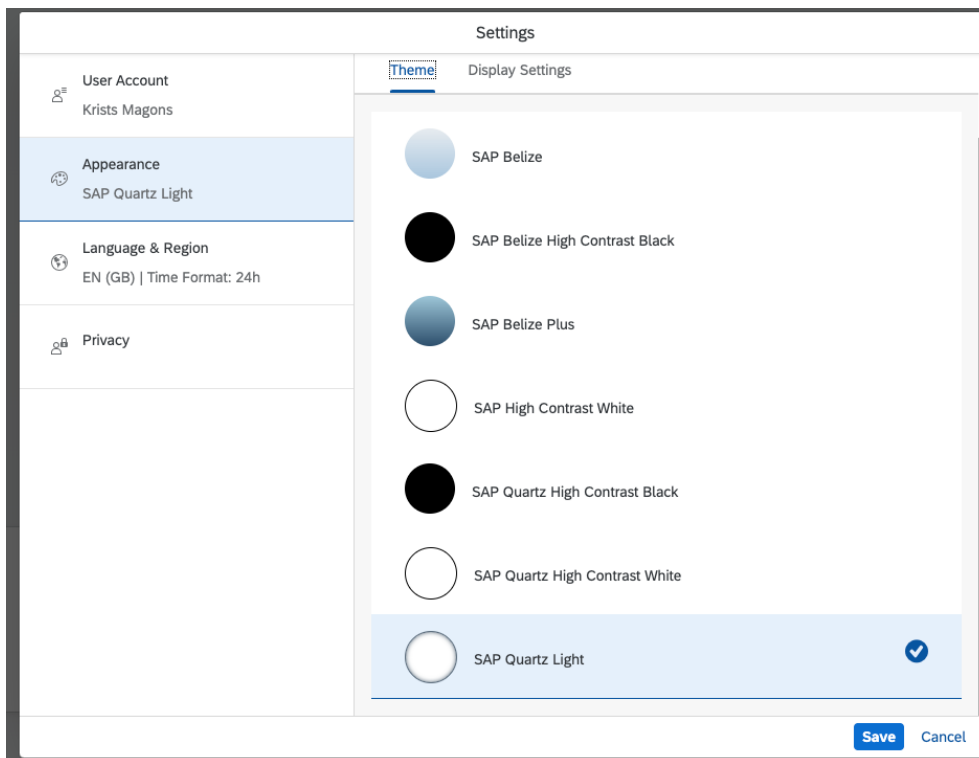 Settings
User Account
Krists Magons
Appearance
SAP Quartz Light
Language & Region
EN (GB) | Time Format: 24h
Privacy
Theme
Display Settings
SAP Belize
SAP Belize High Contrast Black
SAP Belize Plus
SAP High Contrast White
SAP Quartz High Contrast Black
SAP Quartz High Contrast White
SAP Quartz Light
Save
Cancel